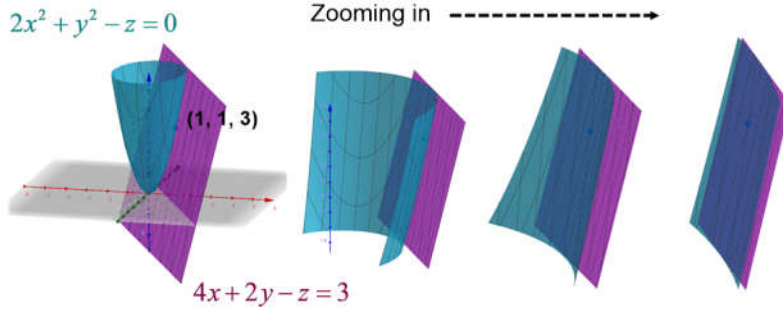 Zooming in
2x² + y² − z = 0
(1, 1, 3)
4x + 2y − z = 3